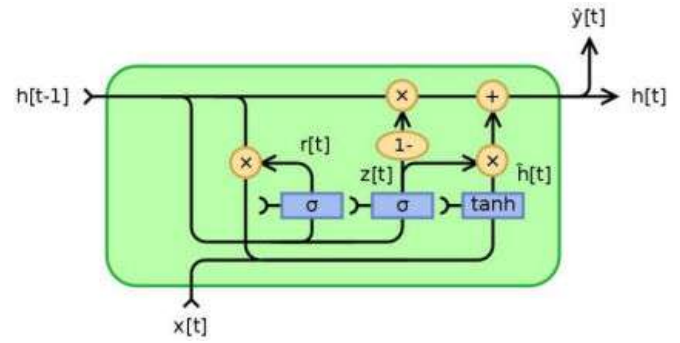 ŷ[t]
h[t-1]
×
+
h[t]
1-
×
r[t]
z[t]
×
ĥ[t]
σ
σ
tanh
x[t]